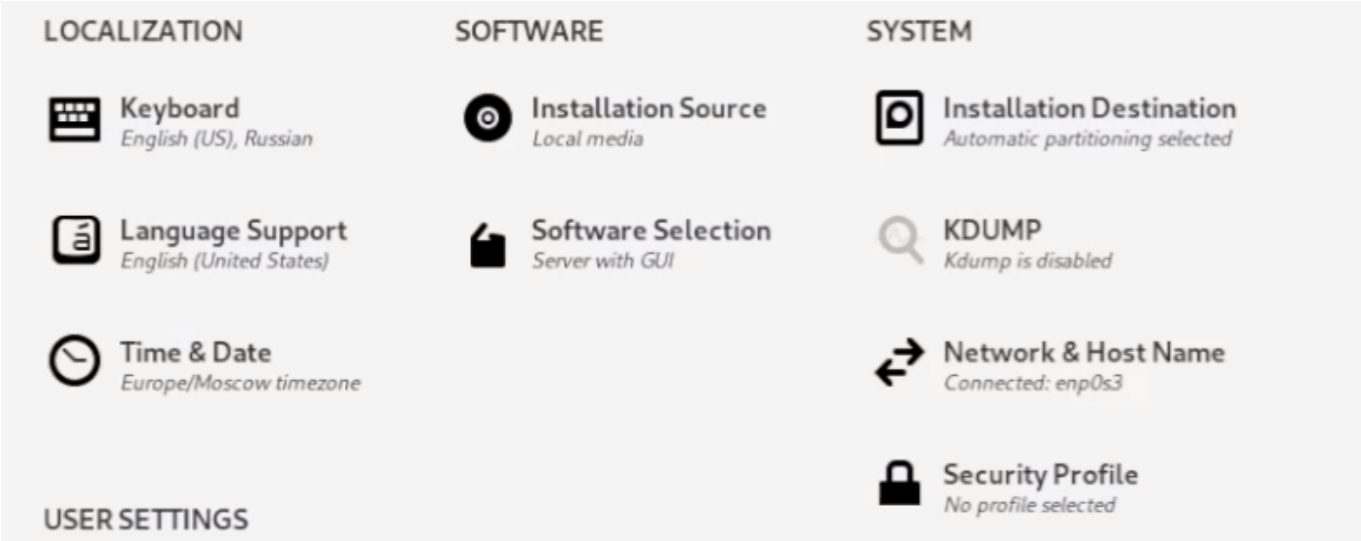 LOCALIZATION
Keyboard
English (US), Russian
Language Support
English (United States)
Time & Date
Europe/Moscow timezone
SOFTWARE
Installation Source
Local media
Software Selection
Server with GUI
SYSTEM
Installation Destination
Automatic partitioning selected
KDUMP
Kdump is disabled
Network & Host Name
Connected: enp0s3
Security Profile
No profile selected
USER SETTINGS